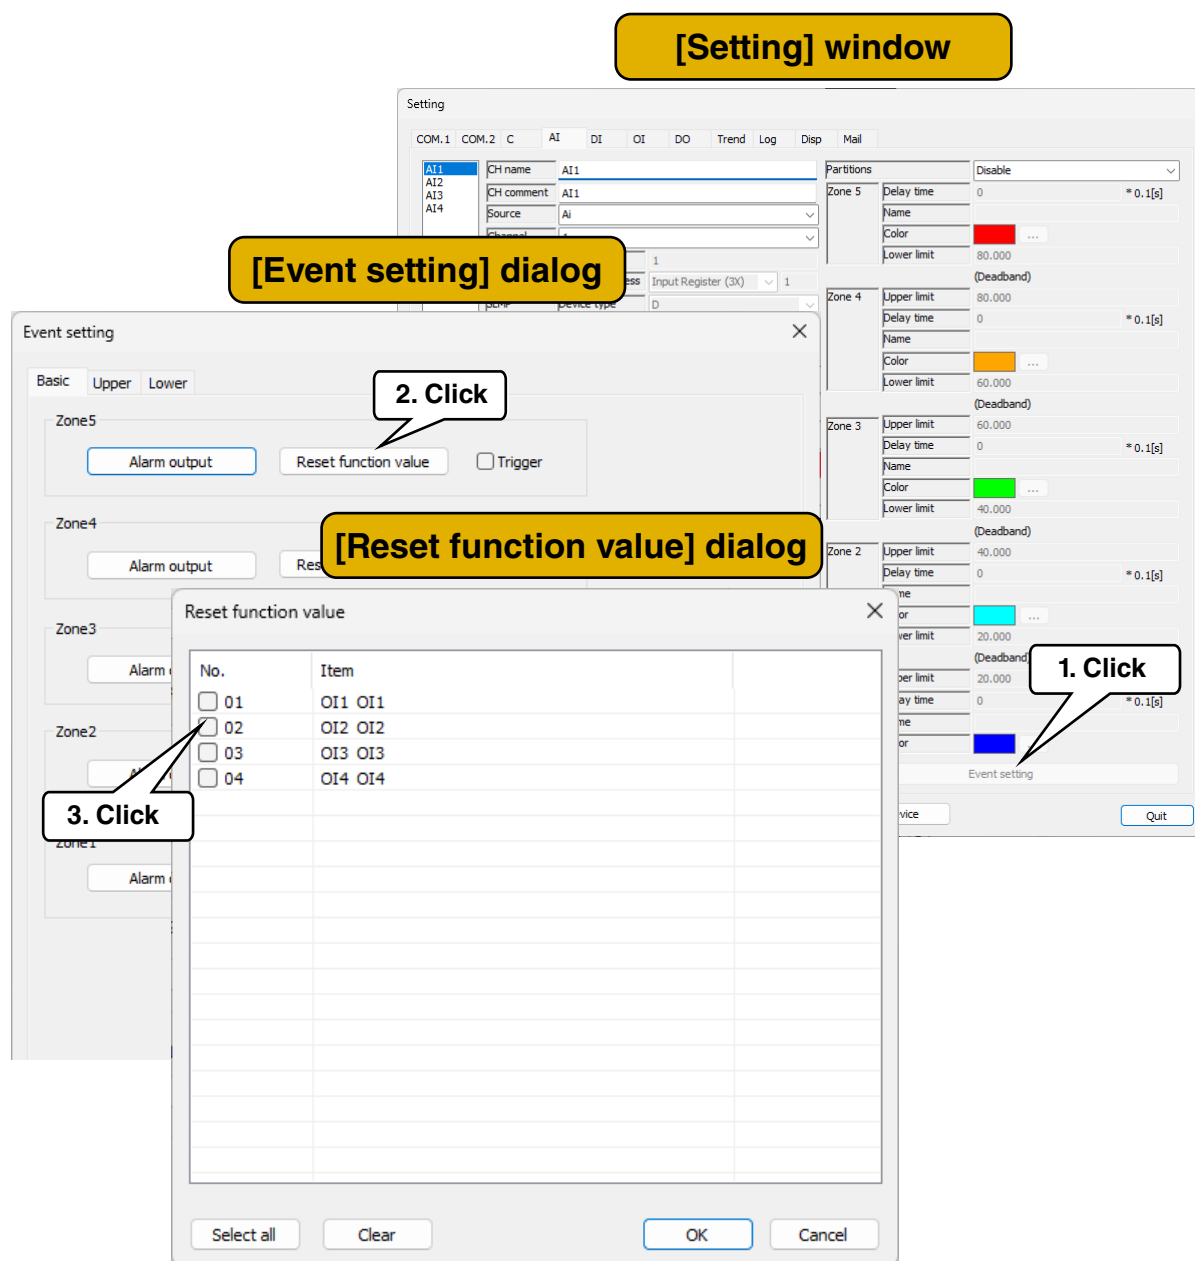 [Setting] window
Setting
COM.1 COM.2 C AI DI OI DO Trend Log Disp Mail
AI1
AI2
AI3
AI4
CH name AI1
CH comment AI1
Source Ai
1
Input Register (3X) 1
Device type D
Partitions Disable
Zone 5 Delay time 0 * 0.1[s]
Name
Color ...
Lower limit 80.000
(Deadband)
Zone 4 Upper limit 80.000
Delay time 0 * 0.1[s]
Name
Color ...
Lower limit 60.000
(Deadband)
Zone 3 Upper limit 60.000
Delay time 0 * 0.1[s]
Name
Color ...
Lower limit 40.000
(Deadband)
Zone 2 Upper limit 40.000
Delay time 0 * 0.1[s]
...
20.000
(Deadband)
20.000
0 * 0.1[s]
Event setting
Quit
1. Click
[Event setting] dialog
Event setting
Basic Upper Lower
2. Click
Zone5
Alarm output Reset function value Trigger
Zone4
Alarm output
Zone3
Alarm
Zone2
Zone1
Alarm
[Reset function value] dialog
Reset function value
No. Item
01 OI1 OI1
02 OI2 OI2
03 OI3 OI3
04 OI4 OI4
3. Click
Select all Clear OK Cancel